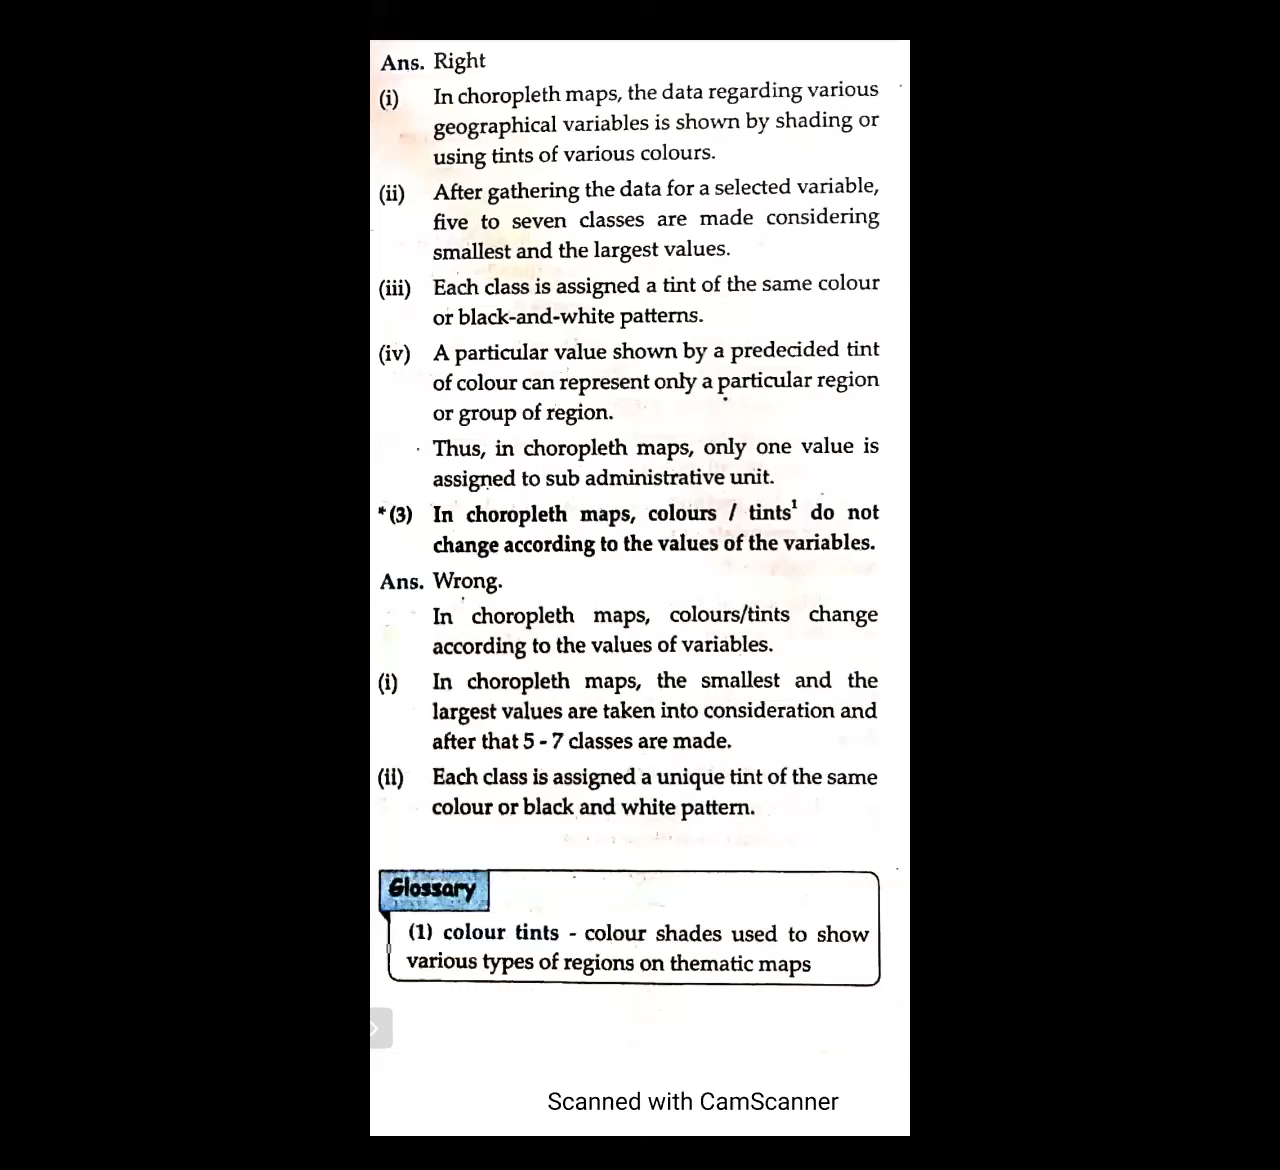 Ans. Right
(i) In choropleth maps, the data regarding various
geographical variables is shown by shading or
using tints of various colours.
(ii) After gathering the data for a selected variable,
five to seven classes are made considering
smallest and the largest values.
(iii) Each class is assigned a tint of the same colour
or black-and-white patterns.
(iv) A particular value shown by a predecided tint
of colour can represent only a particular region
or group of region.
Thus, in choropleth maps, only one value is
assigned to sub administrative unit.
*(3) In choropleth maps, colours / tints¹ do not
change according to the values of the variables.
Ans. Wrong.
In choropleth maps, colours/tints change
according to the values of variables.
(i) In choropleth maps, the smallest and the
largest values are taken into consideration and
after that 5 - 7 classes are made.
(ii) Each class is assigned a unique tint of the same
colour or black and white pattern.
Glossary
(1) colour tints - colour shades used to show
various types of regions on thematic maps
Scanned with CamScanner